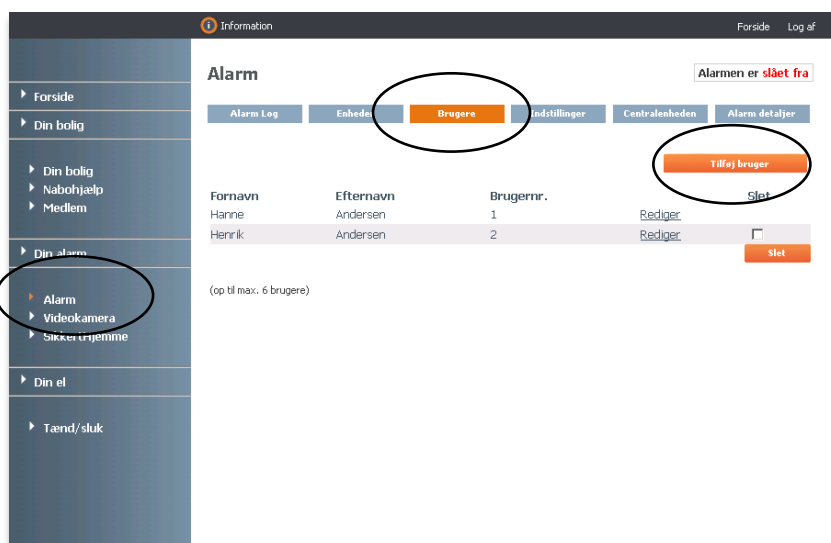 Information
Forside Log af
Alarm
Alarmen er slået fra
Alarm Log Enheder Brugere Indstillinger Centralenheden Alarm detaljer
Tilføj bruger
Fornavn Efternavn Brugernr. Slet
Hanne Andersen 1 Rediger
Henrik Andersen 2 Rediger
Slet
(op til max. 6 brugere)
Forside
Din bolig
Din bolig
Nabohjælp
Medlem
Din alarm
Alarm
Videokamera
SikkertHjemme
Din el
Tænd/sluk